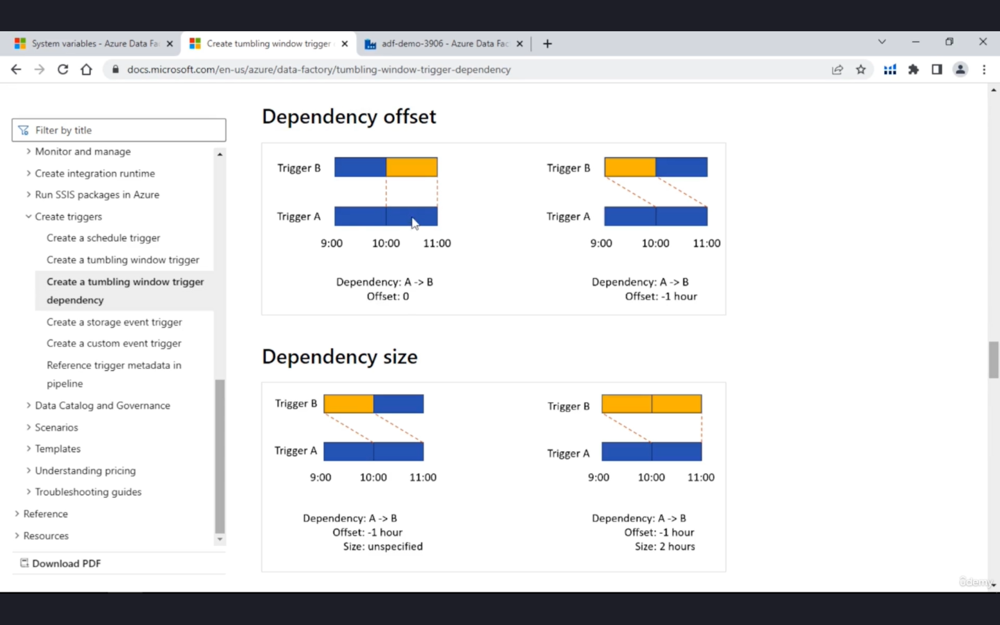 System variables - Azure Data Fa
Create tumbling window trigger
adf-demo-3906 - Azure Data Fac
docs.microsoft.com/en-us/azure/data-factory/tumbling-window-trigger-dependency
Filter by title
Monitor and manage
Create integration runtime
Run SSIS packages in Azure
Create triggers
Create a schedule trigger
Create a tumbling window trigger
Create a tumbling window trigger
dependency
Create a storage event trigger
Create a custom event trigger
Reference trigger metadata in
pipeline
Data Catalog and Governance
Scenarios
Templates
Understanding pricing
Troubleshooting guides
Reference
Resources
Download PDF
Dependency offset
Trigger B
Trigger A
9:00 10:00 11:00
Dependency: A -> B
Offset: 0
Trigger B
Trigger A
9:00 10:00 11:00
Dependency: A -> B
Offset: -1 hour
Dependency size
Trigger B
Trigger A
9:00 10:00 11:00
Dependency: A -> B
Offset: -1 hour
Size: unspecified
Trigger B
Trigger A
9:00 10:00 11:00
Dependency: A -> B
Offset: -1 hour
Size: 2 hours
ûdemy